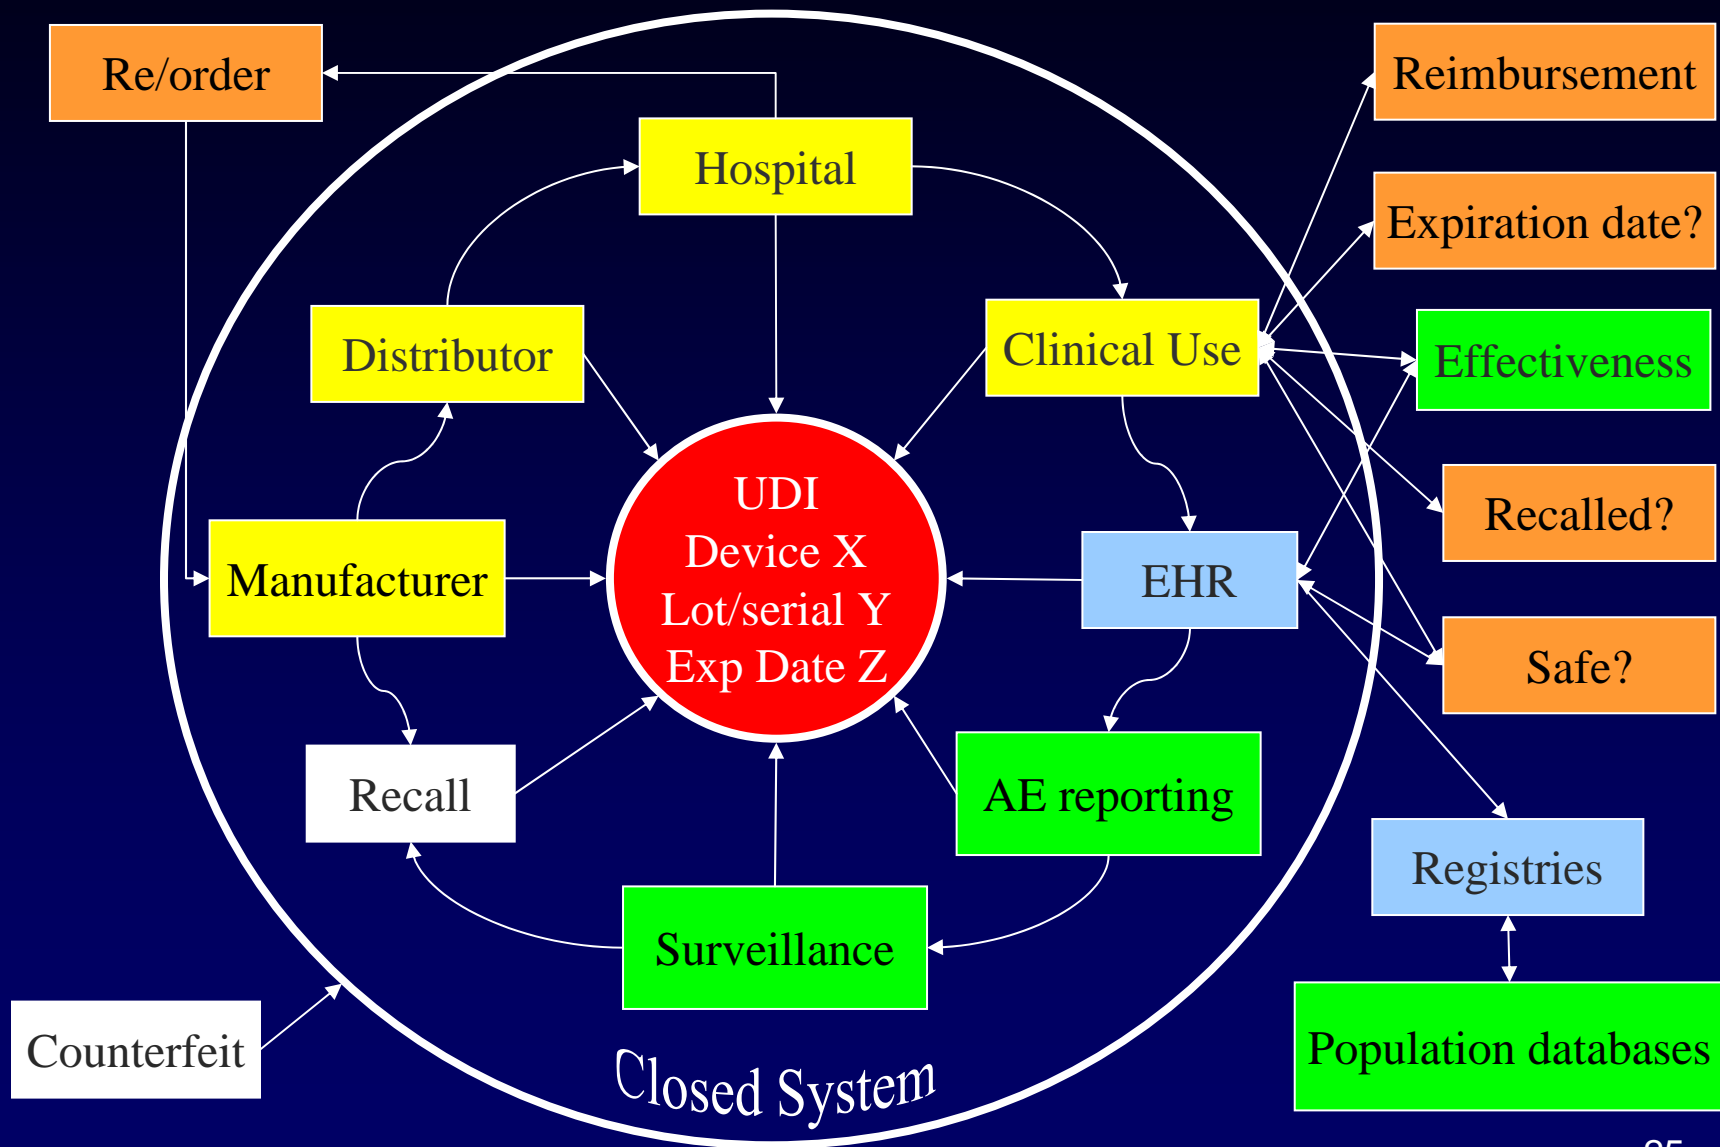 Re/order
Reimbursement
Hospital
Expiration date?
Distributor
Clinical Use
Effectiveness
UDI
Device X
Lot/serial Y
Exp Date Z
Recalled?
Manufacturer
EHR
Safe?
Recall
AE reporting
Registries
Surveillance
Counterfeit
Population databases
Closed System